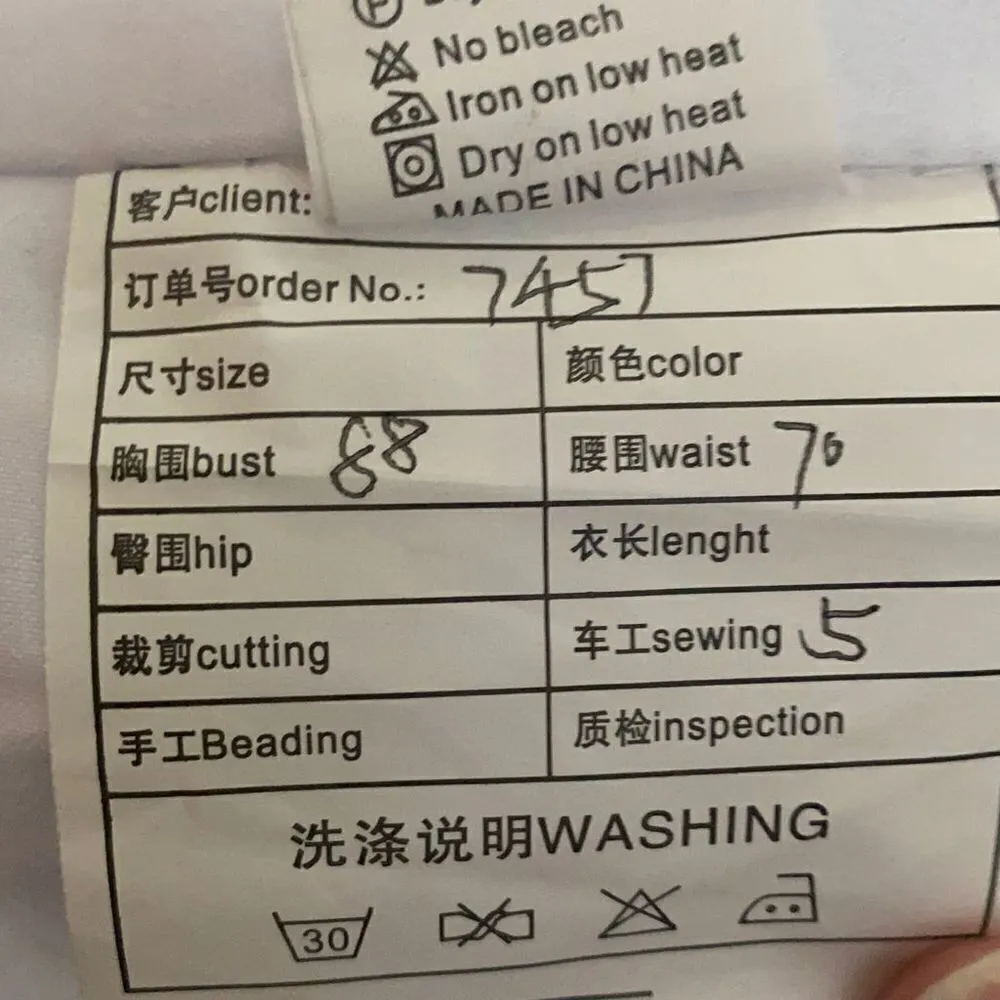 No bleach
Iron on low heat
Dry on low heat
MADE IN CHINA
客户client:
订单号order No.: 7457
尺寸size
颜色color
胸围bust 88
腰围waist 70
臀围hip
衣长lenght
裁剪cutting
车工sewing 5
手工Beading
质检inspection
洗涤说明WASHING
30